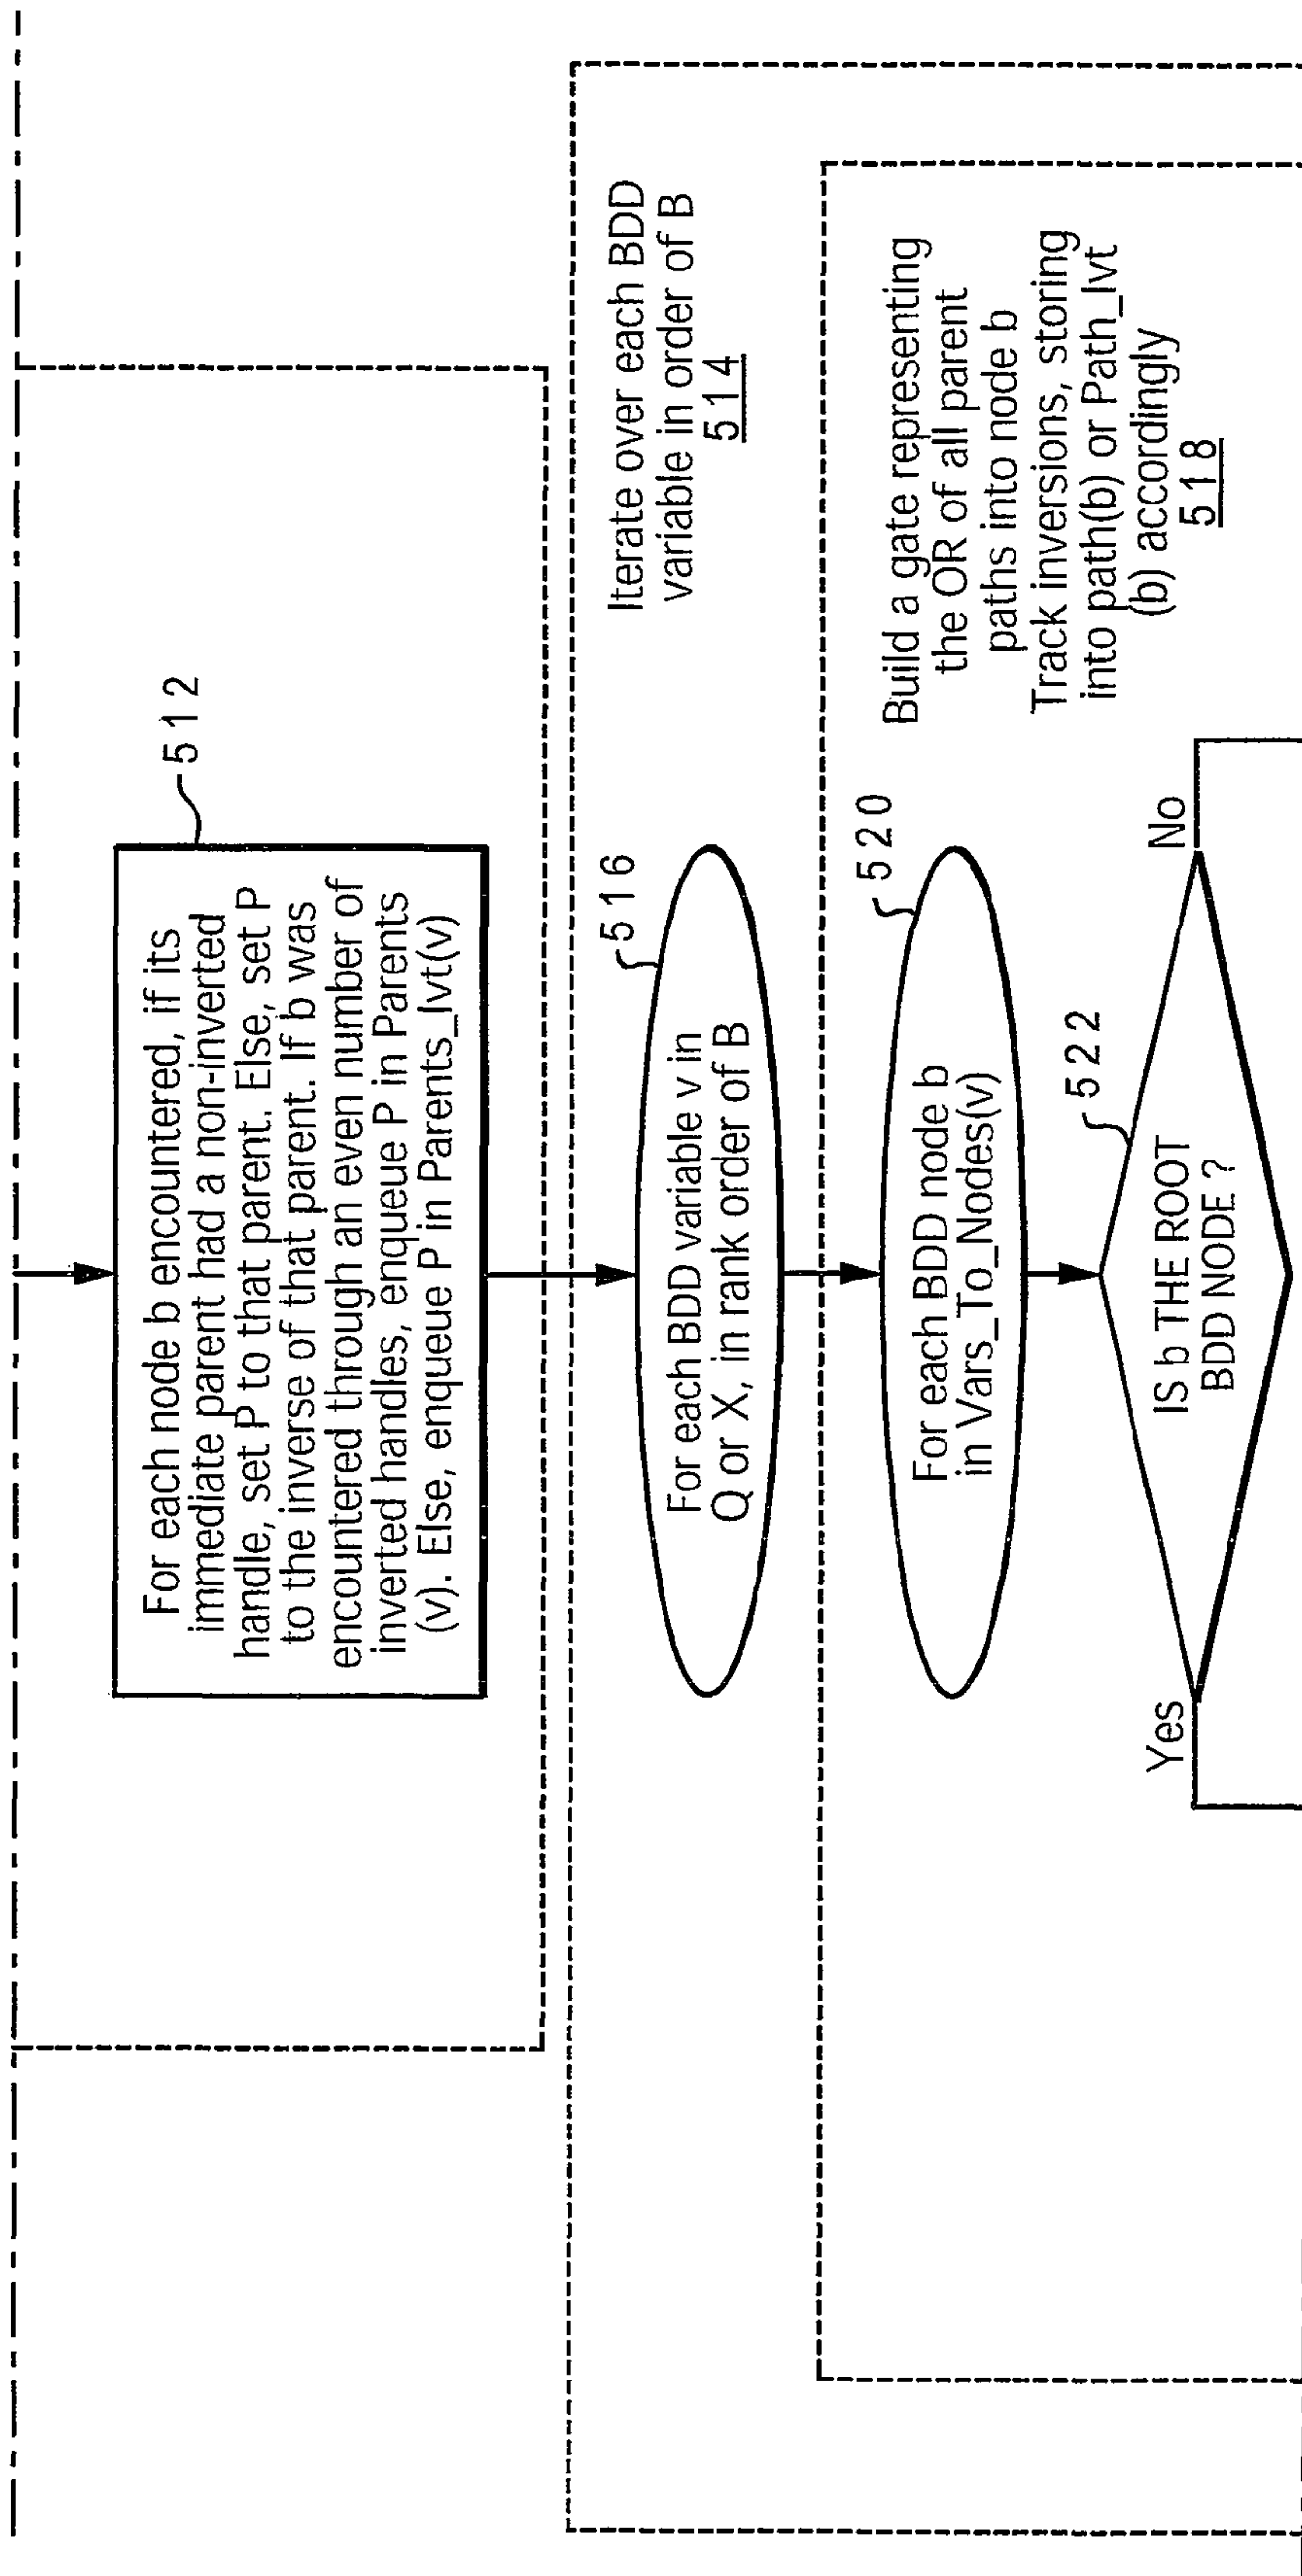 For each node b encountered, if its
immediate parent had a non-inverted
handle, set P to that parent. Else, set P
to the inverse of that parent. If b was
encountered through an even number of
inverted handles, enqueue P in Parents
(v). Else, enqueue P in Parents_Ivt(v)
512
Iterate over each BDD
variable in order of B
514
516
For each BDD variable v in
Q or X, in rank order of B
Build a gate representing
the OR of all parent
paths into node b
Track inversions, storing
into path(b) or Path_Ivt
(b) accordingly
518
520
For each BDD node b
in Vars_To_Nodes(v)
522
IS b THE ROOT
BDD NODE ?
Yes
No